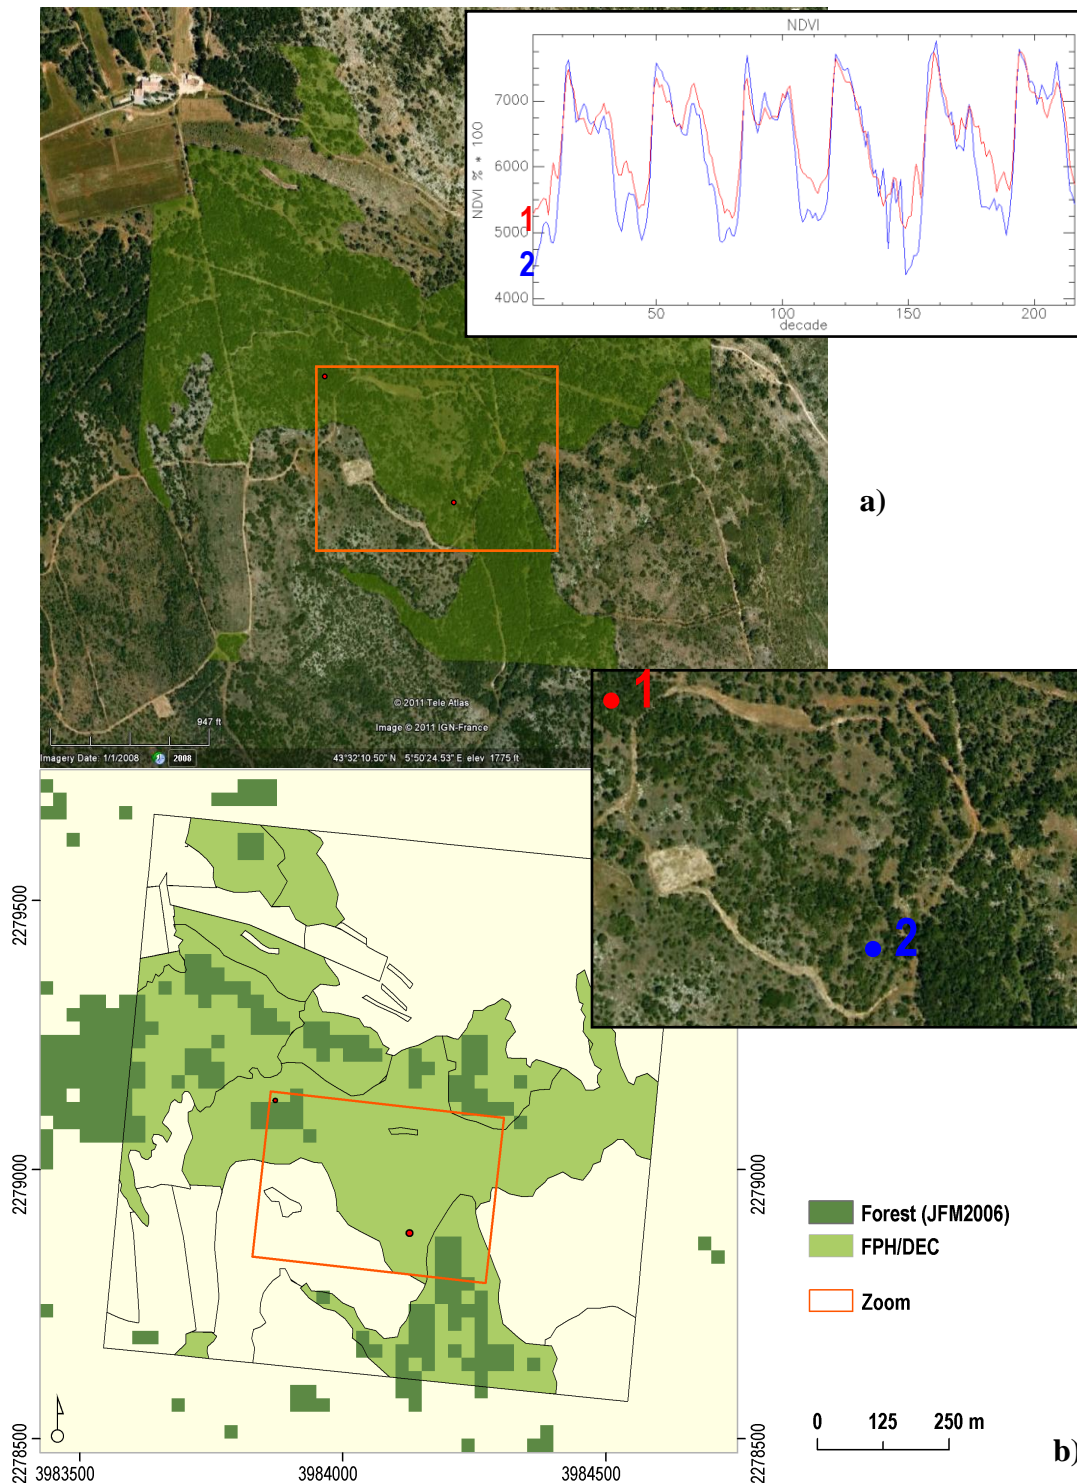 NDVI
NDVI % * 100
7000
6000
5000
4000
50
100
150
200
decade
1
2
a)
© 2011 Tele Atlas
Image © 2011 IGN-France
947 ft
Imagery Date: 1/1/2008
2008
43°32'10.50" N 5°50'24.53" E elev 1775 ft
1
2
2279500
2279000
2278500
2279000
2278500
3983500
3984000
3984500
Forest (JFM2006)
FPH/DEC
Zoom
0 125 250 m
b)